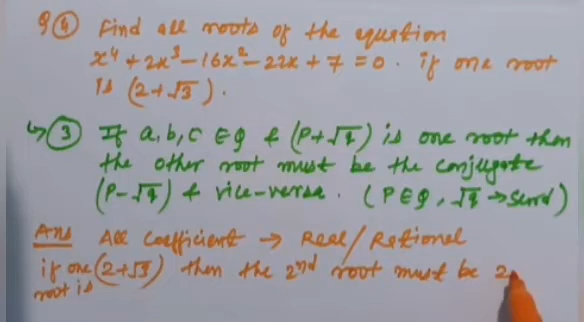 Q④ Find all roots of the equation
x⁴ + 2x³ - 16x² - 22x + 7 = 0. if one root
is (2 + √3).
↳③ If a, b, c ∈ Q & (P + √q) is one root then
the other root must be the conjugate
(P - √q) & vice-versa. (P ∈ Q, √q → Surd)
Ans All Coefficient → Real/Rational
if one (2+√3) then the 2nd root must be 2
root is